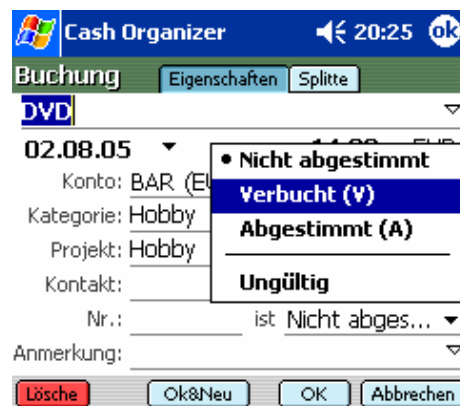 Cash Organizer 20:25 ok
Buchung Eigenschaften Splitte
DVD
02.08.05
Nicht abgestimmt
Konto: BAR (EU
Verbucht (V)
Kategorie: Hobby
Abgestimmt (A)
Projekt: Hobby
Kontakt:
Ungültig
Nr.: ist Nicht abges...
Anmerkung:
Lösche Ok&Neu OK Abbrechen